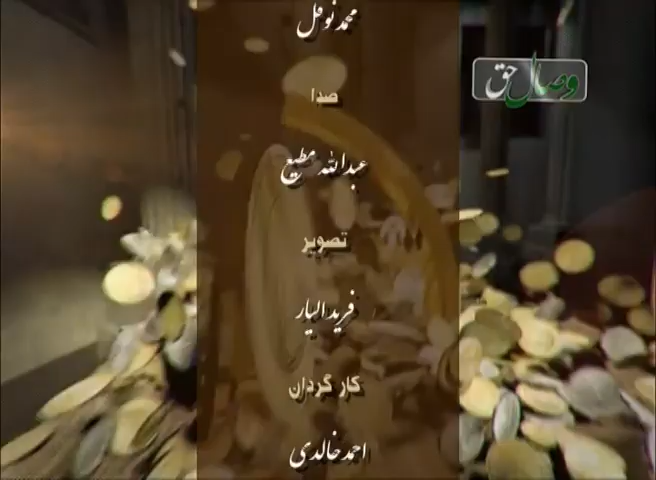 محمد نوفل
وصال حق
صدا
عبدالله مطیع
تصویر
فرید الیار
کار گردان
احمد خالدی